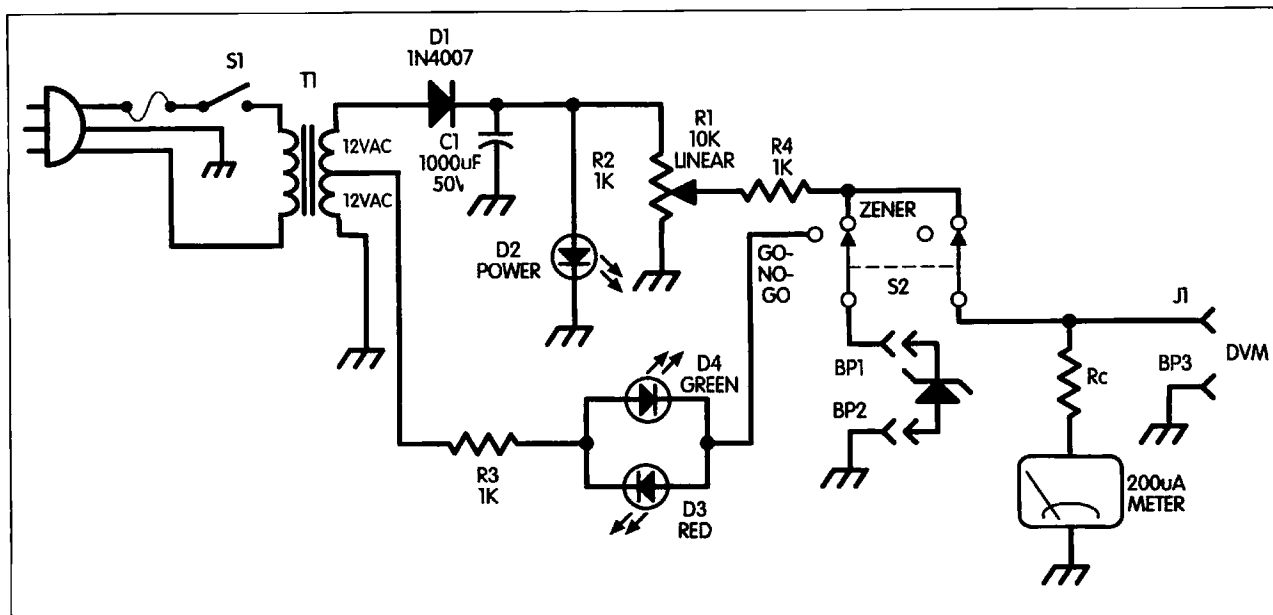 S1
T1
12VAC
12VAC
D1
1N4007
C1
1000uF
50V
R2
1K
D2
POWER
R1
10K
LINEAR
R4
1K
ZENER
GO-
NO-
GO
S2
BP1
BP2
J1
DVM
BP3
Rc
200uA
METER
D4
GREEN
R3
1K
D3
RED